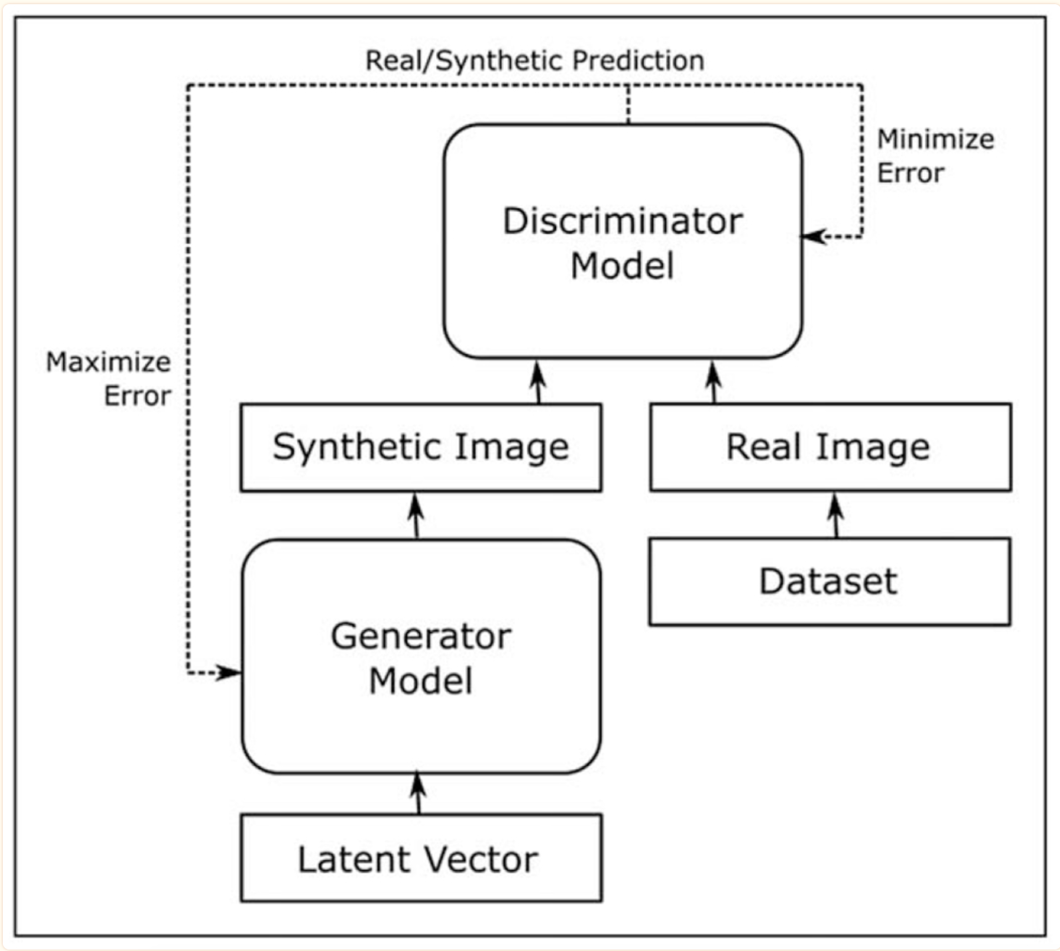 Real/Synthetic Prediction
Minimize
Error
Discriminator
Model
Maximize
Error
Synthetic Image
Real Image
Dataset
Generator
Model
Latent Vector